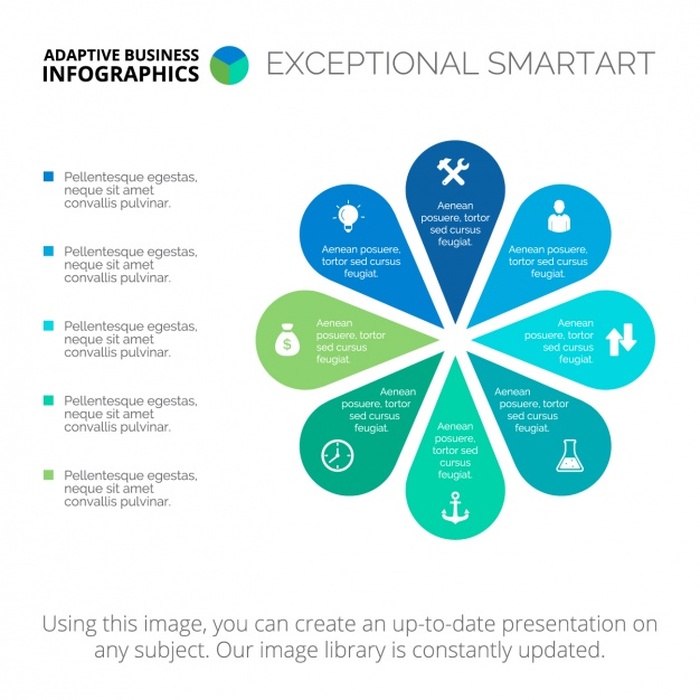 ADAPTIVE BUSINESS
INFOGRAPHICS
EXCEPTIONAL SMARTART
Pellentesque egestas,
neque sit amet
convallis pulvinar.
Pellentesque egestas,
neque sit amet
convallis pulvinar.
Pellentesque egestas,
neque sit amet
convallis pulvinar.
Pellentesque egestas,
neque sit amet
convallis pulvinar.
Pellentesque egestas,
neque sit amet
convallis pulvinar.
Aenean
posuere, tortor
sed cursus
feugiat.
Aenean posuere,
tortor sed cursus
feugiat.
Aenean posuere,
tortor sed cursus
feugiat.
$
Aenean
posuere, tortor
sed cursus
feugiat.
Aenean
posuere, tortor
sed cursus
feugiat.
Aenean
posuere, tortor
sed cursus
feugiat.
Aenean
posuere,
tortor sed
cursus
feugiat.
Aenean
posuere, tortor
sed cursus
feugiat.
Using this image, you can create an up-to-date presentation on
any subject. Our image library is constantly updated.